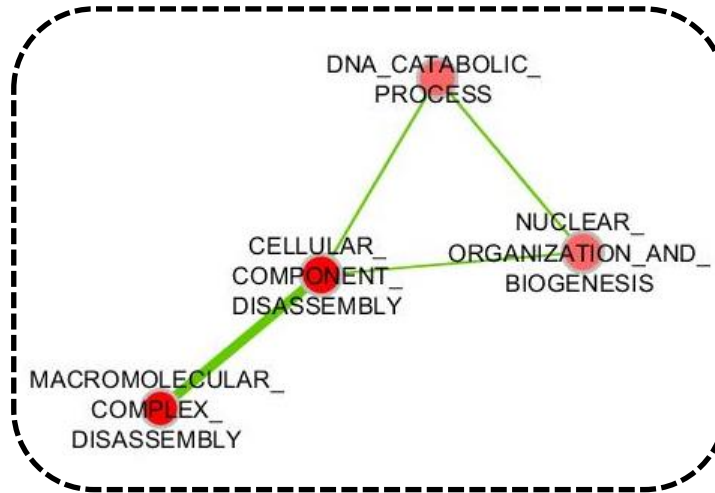 DNA_CATABOLIC_
PROCESS
NUCLEAR_
ORGANIZATION_AND_
BIOGENESIS
CELLULAR_
COMPONENT_
DISASSEMBLY
MACROMOLECULAR_
COMPLEX_
DISASSEMBLY